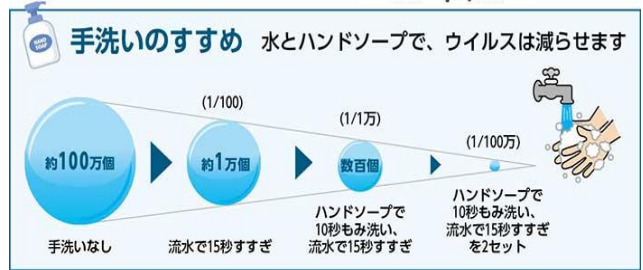 HAND SOAP
手洗いのすすめ 水とハンドソープで、ウイルスは減らせます
(1/100)
(1/1万)
(1/100万)
約100万個
約1万個
数百個
手洗いなし
流水で15秒すすぎ
ハンドソープで
10秒もみ洗い、
流水で15秒すすぎ
ハンドソープで
10秒もみ洗い、
流水で15秒すすぎ
を2セット